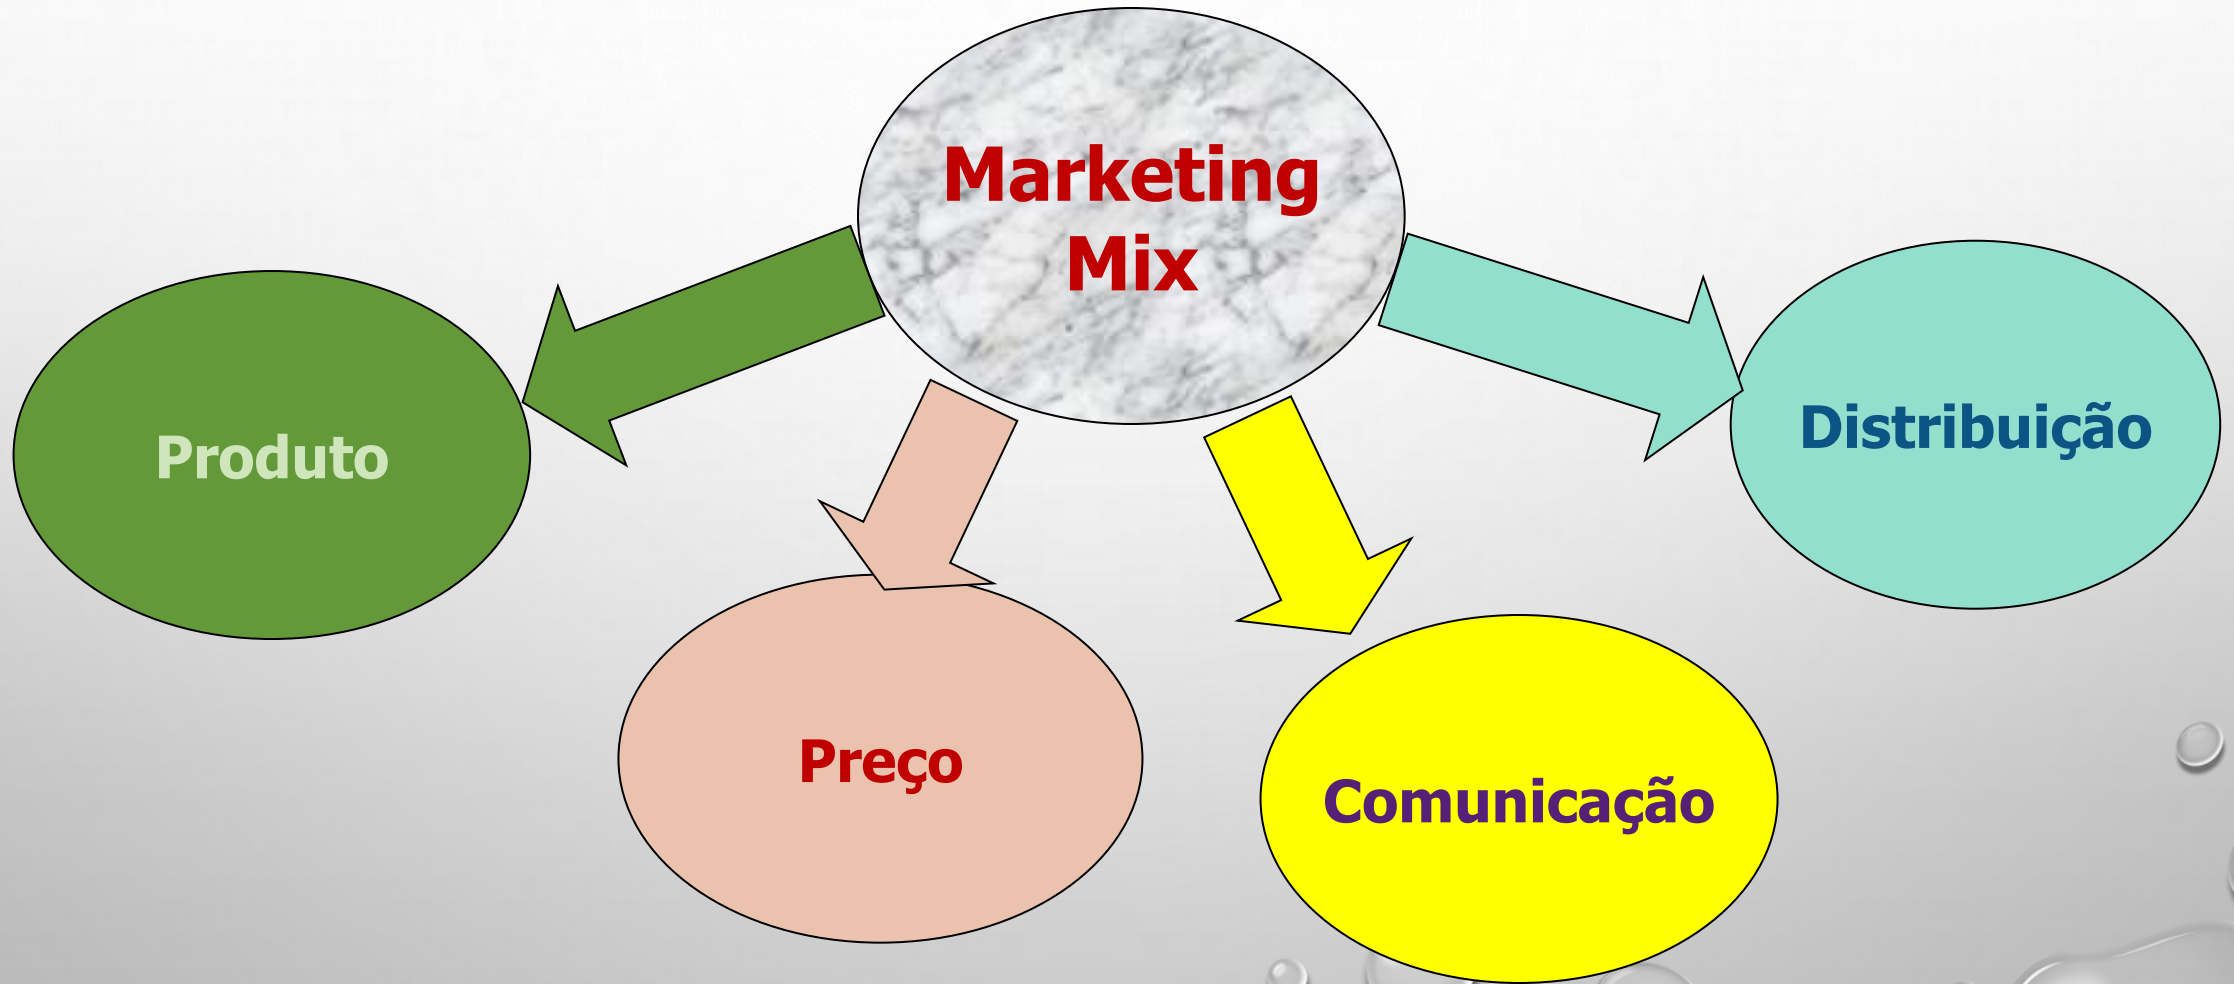 Marketing
Mix
Produto
Preço
Comunicação
Distribuição